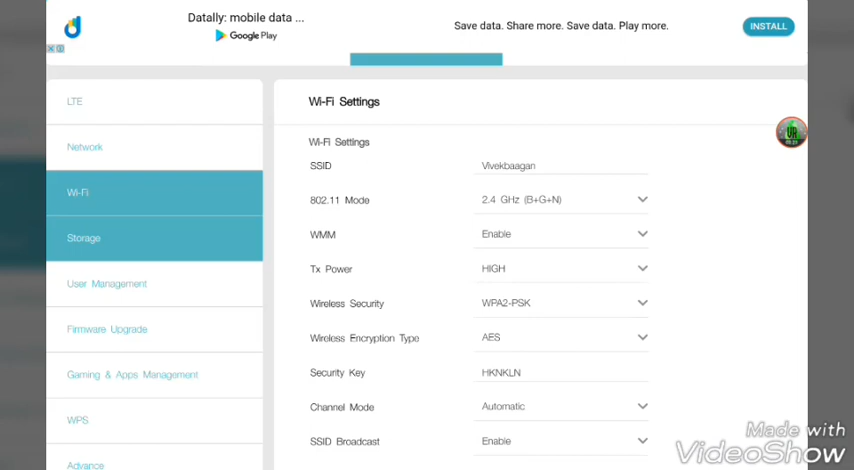 Datally: mobile data ...
Google Play
Save data. Share more. Save data. Play more.
INSTALL
LTE
Network
Wi-Fi
Storage
User Management
Firmware Upgrade
Gaming & Apps Management
WPS
Advance
Wi-Fi Settings
Wi-Fi Settings
SSID Vivekbaagan
802.11 Mode 2.4 GHz (B+G+N)
WMM Enable
Tx Power HIGH
Wireless Security WPA2-PSK
Wireless Encryption Type AES
Security Key HKNKLN
Channel Mode Automatic
SSID Broadcast Enable
Made with
VideoShow